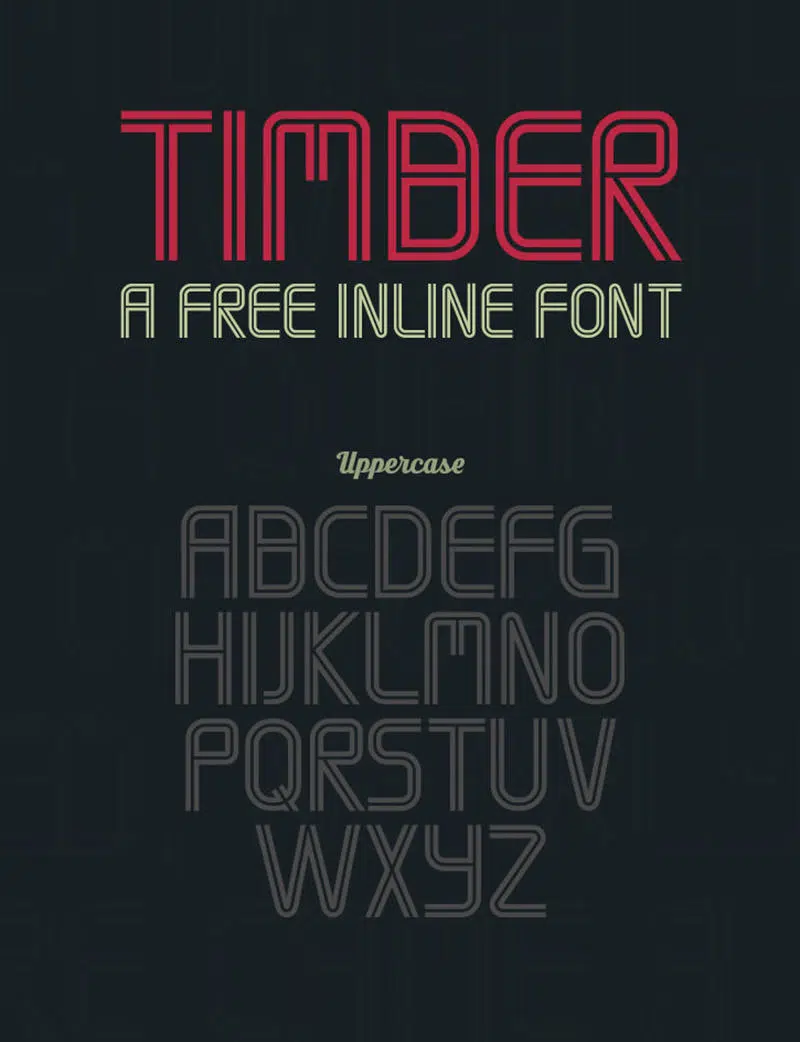 TIMBER
A FREE INLINE FONT
Uppercase
ABCDEFG
HIJKLMNO
PQRSTUV
WXYZ